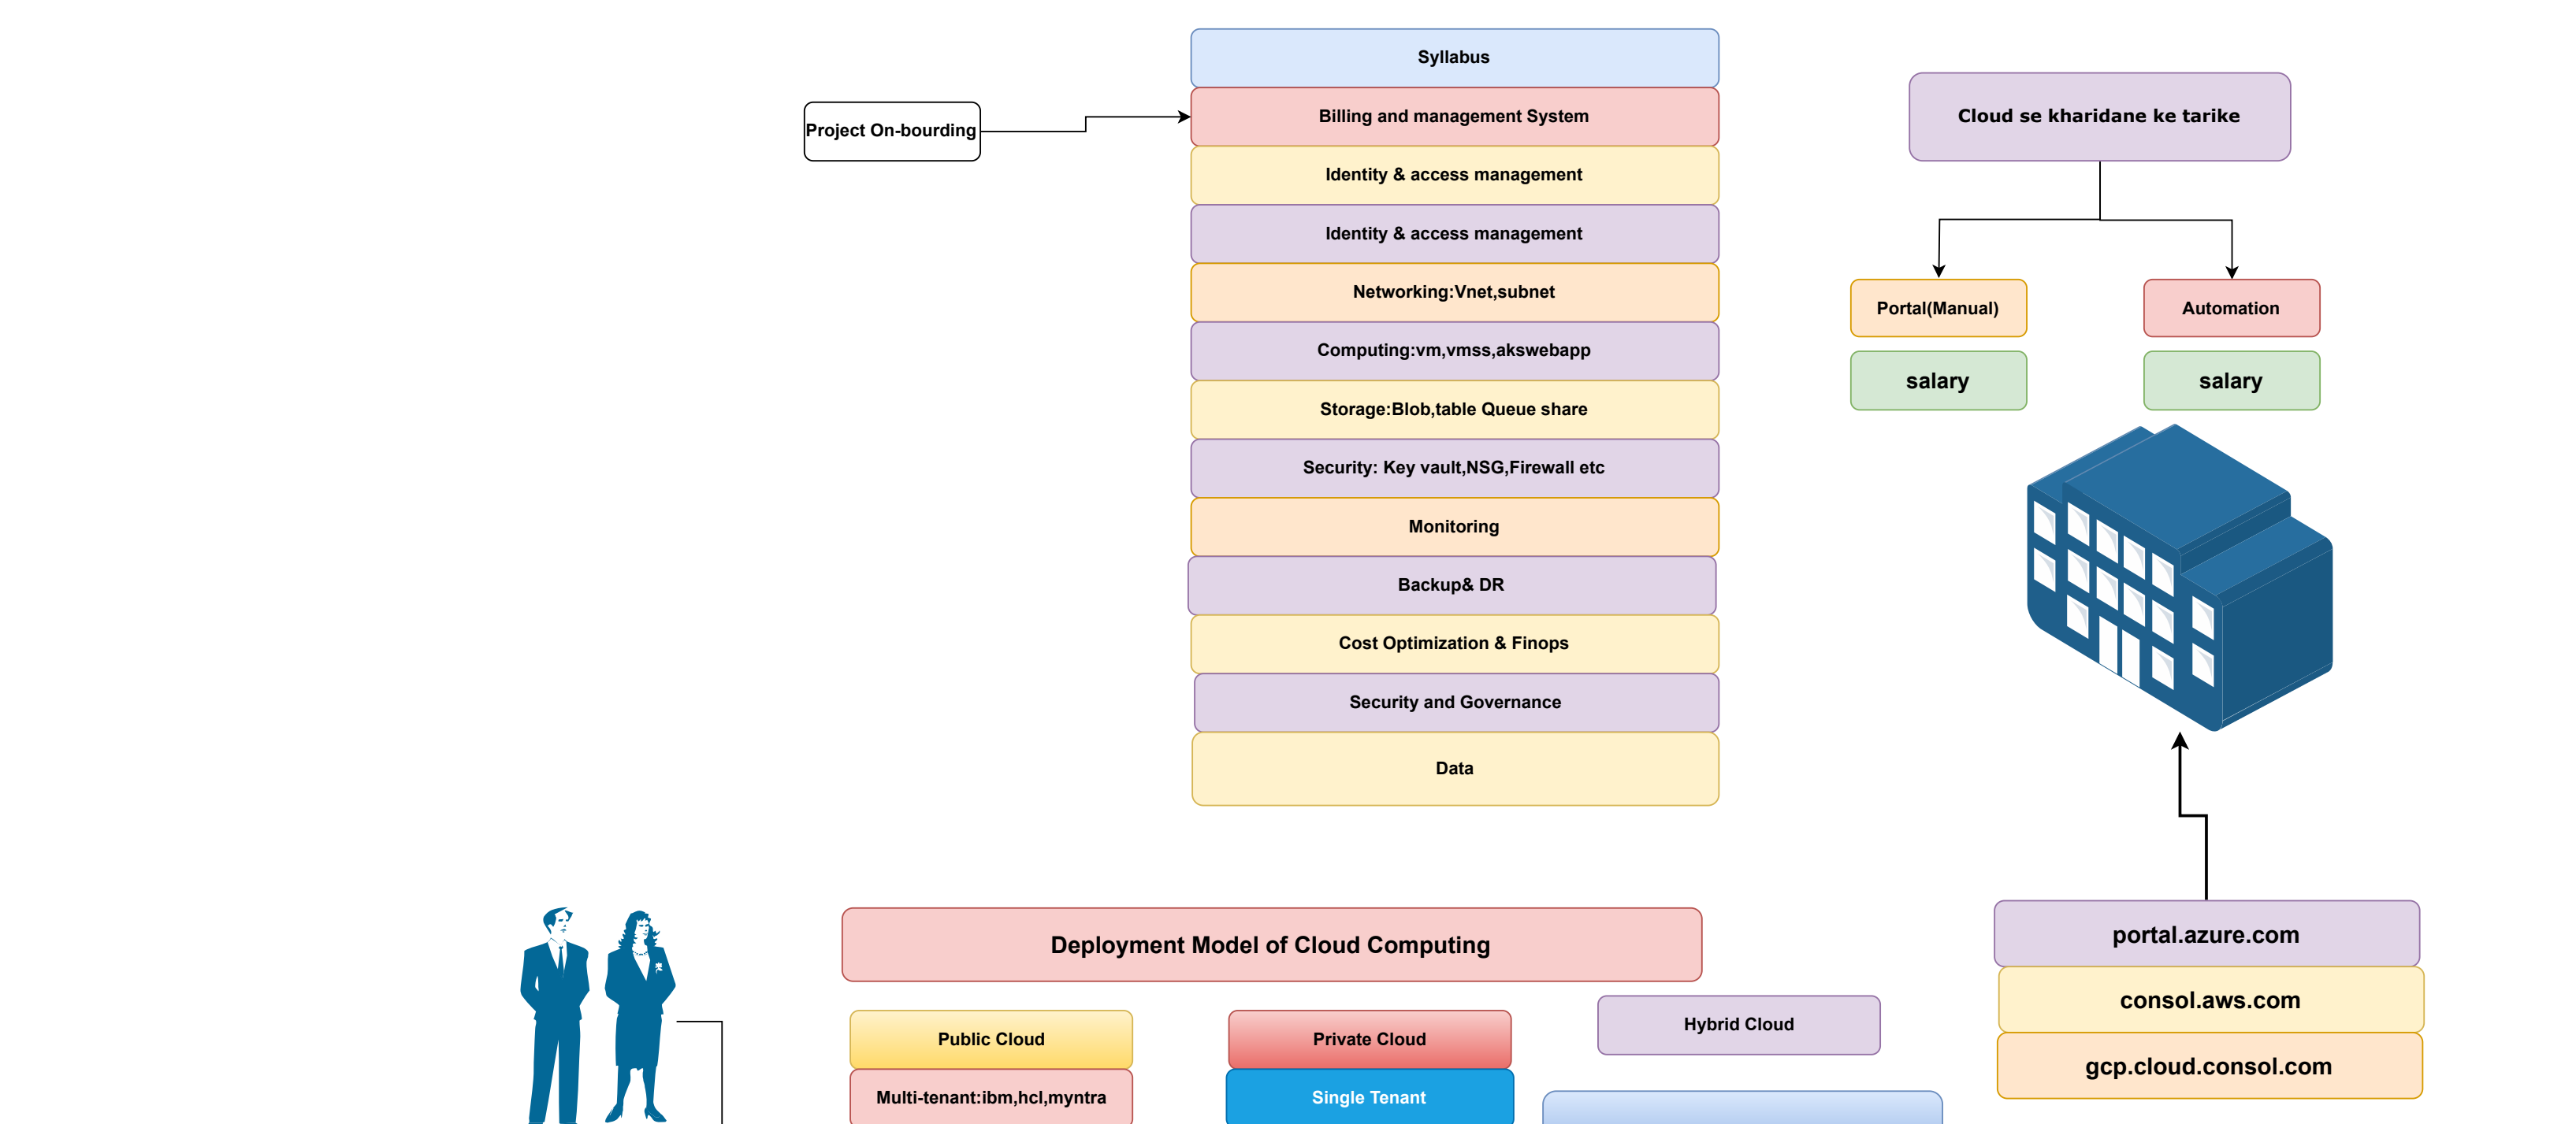 Syllabus
Project On-bourding
Billing and management System
Identity & access management
Identity & access management
Networking:Vnet,subnet
Computing:vm,vmss,akswebapp
Storage:Blob,table Queue share
Security: Key vault,NSG,Firewall etc
Monitoring
Backup& DR
Cost Optimization & Finops
Security and Governance
Data
Cloud se kharidane ke tarike
Portal(Manual)
Automation
salary
salary
portal.azure.com
consol.aws.com
gcp.cloud.consol.com
Deployment Model of Cloud Computing
Public Cloud
Private Cloud
Hybrid Cloud
Multi-tenant:ibm,hcl,myntra
Single Tenant